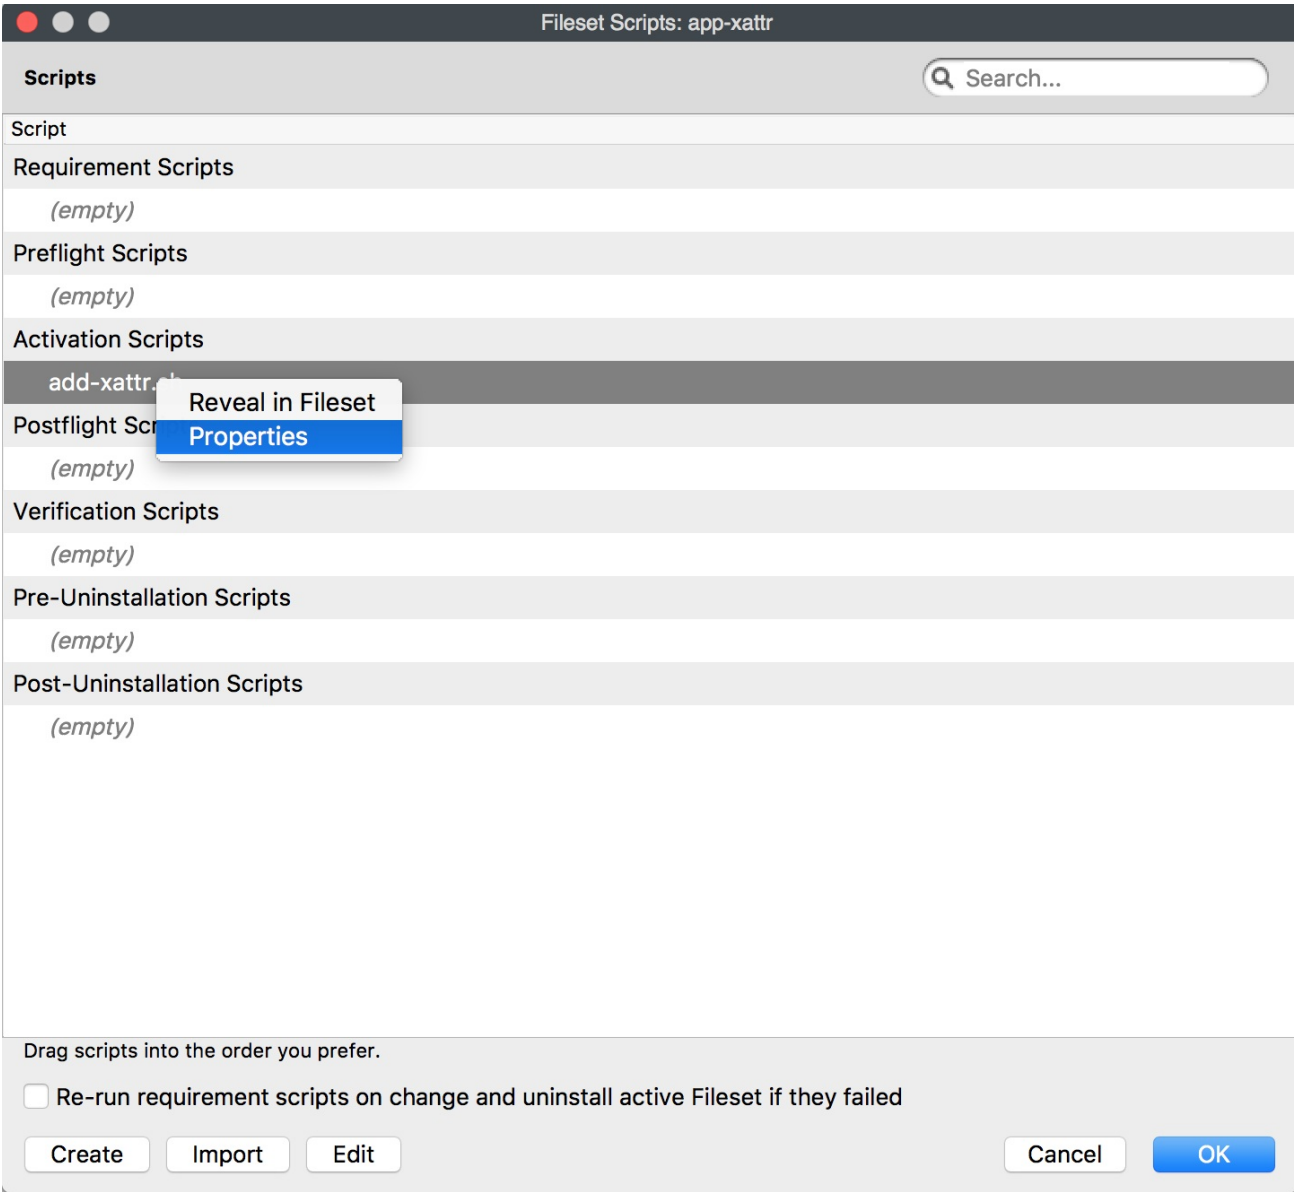 Fileset Scripts: app-xattr
Scripts
Search...
Script
Requirement Scripts
(empty)
Preflight Scripts
(empty)
Activation Scripts
add-xattr.
Reveal in Fileset
Postflight
Properties
(empty)
Verification Scripts
(empty)
Pre-Uninstallation Scripts
(empty)
Post-Uninstallation Scripts
(empty)
Drag scripts into the order you prefer.
Re-run requirement scripts on change and uninstall active Fileset if they failed
Create Import Edit Cancel OK